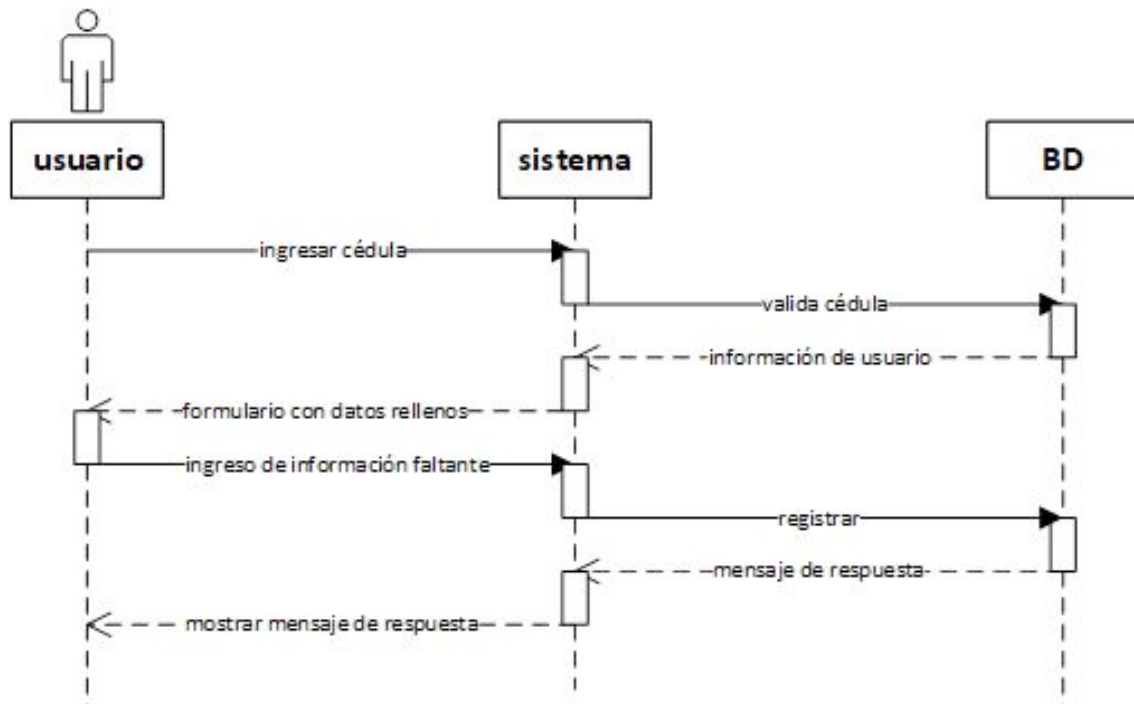 usuario
sistema
BD
ingresar cédula
valida cédula
información de usuario
formulario con datos rellenos
ingreso de información faltante
registrar
mensaje de respuesta
mostrar mensaje de respuesta